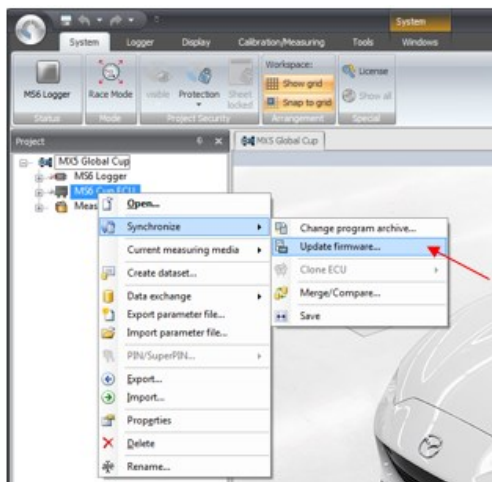 System
System Logger Display Calibration/Measuring Tools Windows
MS6 Logger
Race Mode
visible
Protection
Sheet
locked
Workspace:
Show grid
Snap to grid
License
Show all
Status
Mode
Project Security
Arrangement
Special
Project
MX5 Global Cup
MX5 Global Cup
MS6 Logger
MS6 Cup ECU
Meas
Open...
Synchronize
Current measuring media
Create dataset...
Data exchange
Export parameter file...
Import parameter file...
PIN/SuperPIN...
Export...
Import...
Properties
Delete
Rename...
Change program archive...
Update firmware...
Clone ECU
Merge/Compare...
Save